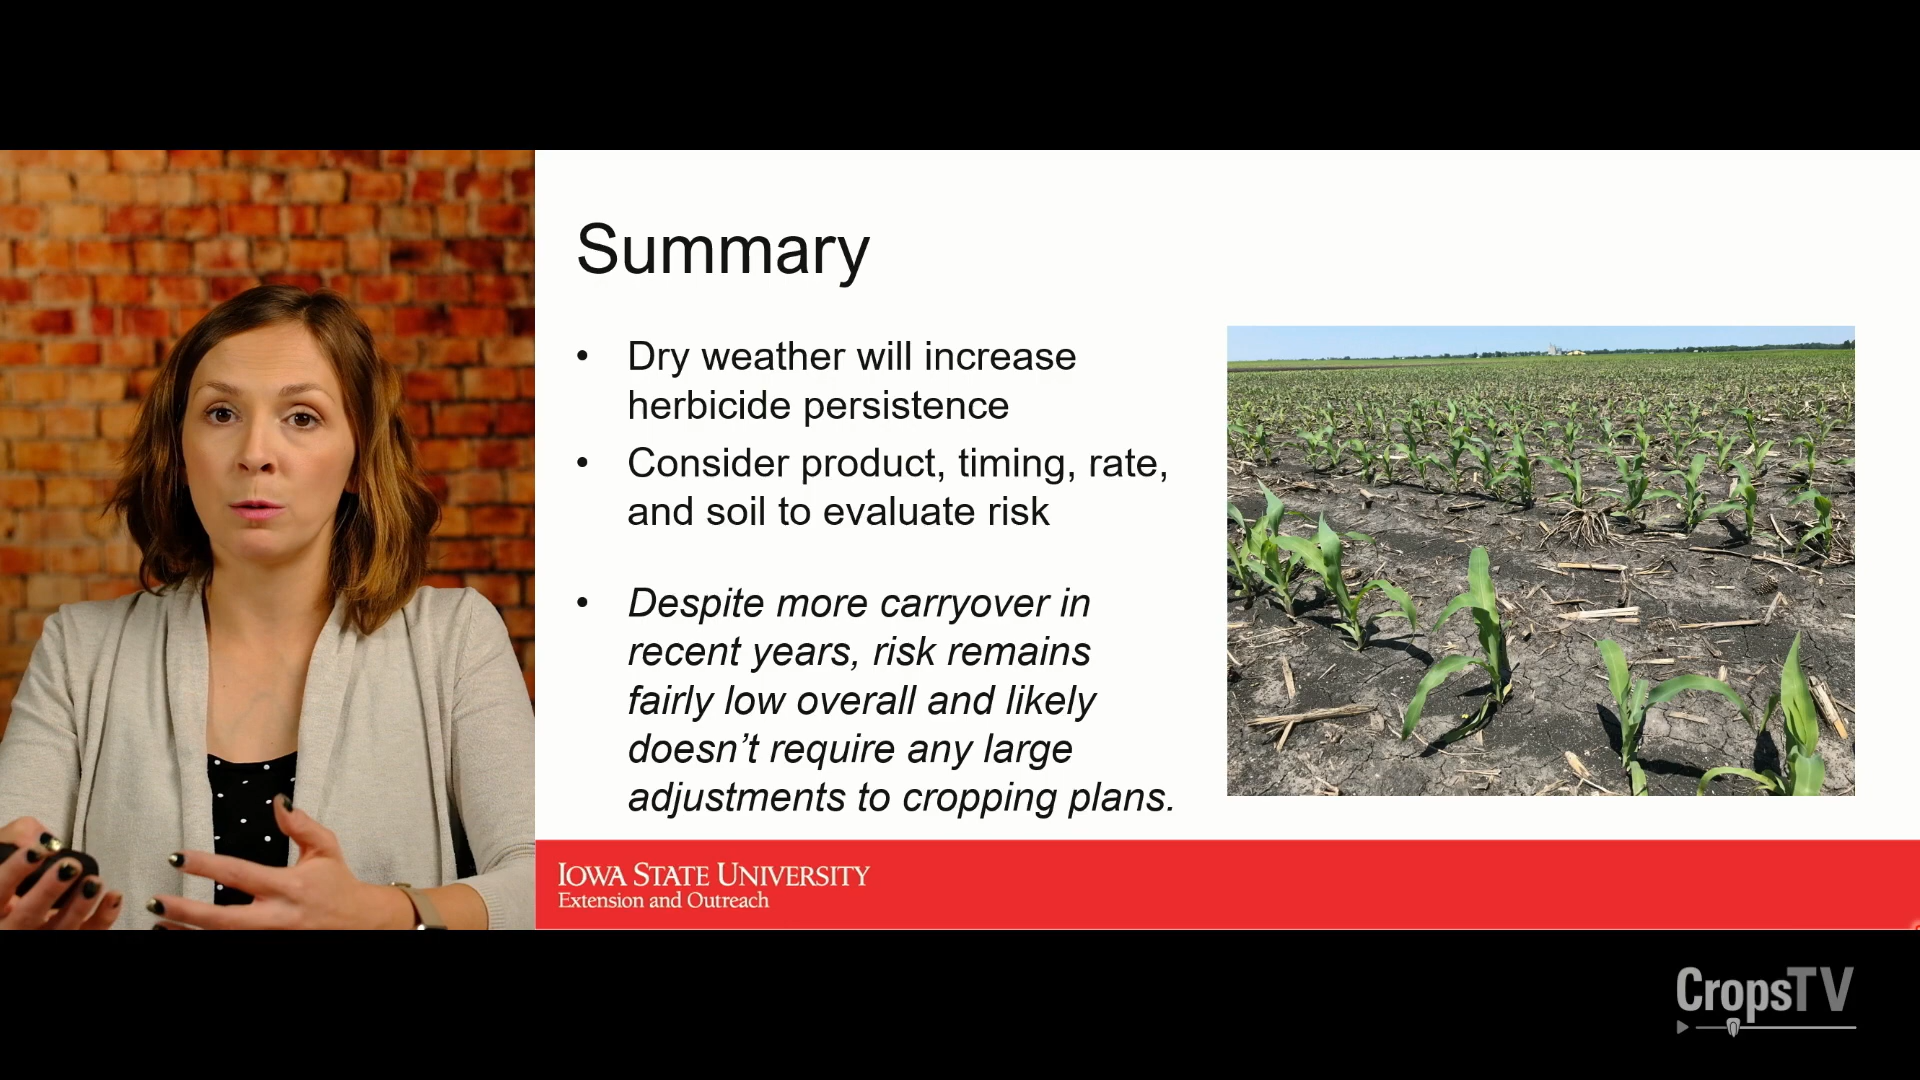 Summary
• Dry weather will increase
herbicide persistence
• Consider product, timing, rate,
and soil to evaluate risk
• Despite more carryover in
recent years, risk remains
fairly low overall and likely
doesn’t require any large
adjustments to cropping plans.
IOWA STATE UNIVERSITY
Extension and Outreach
CropsTV